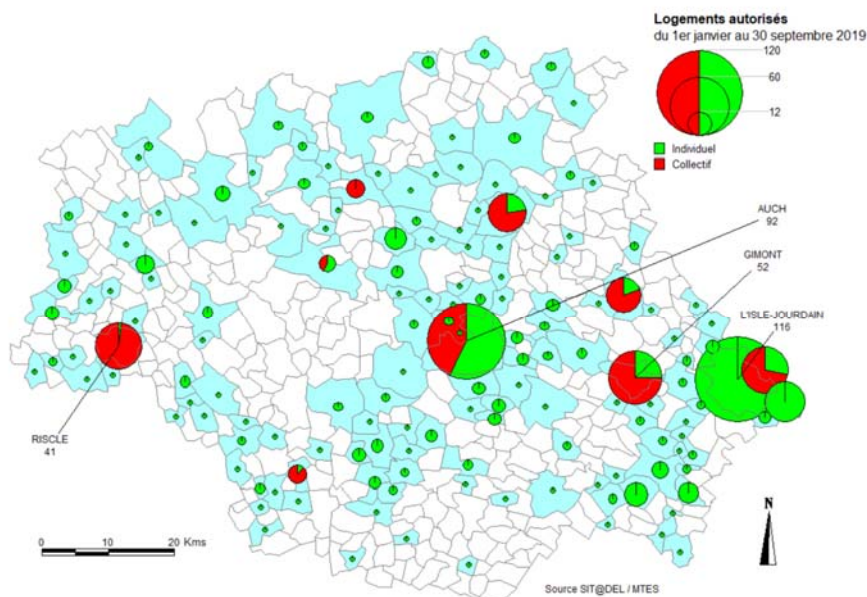 Logements autorisés
du 1er janvier au 30 septembre 2019
120
60
12
Individuel
Collectif
AUCH
92
GIMONT
52
L'ISLE-JOURDAIN
116
RISCLE
41
0 10 20 Kms
N
Source SIT@DEL / MTES